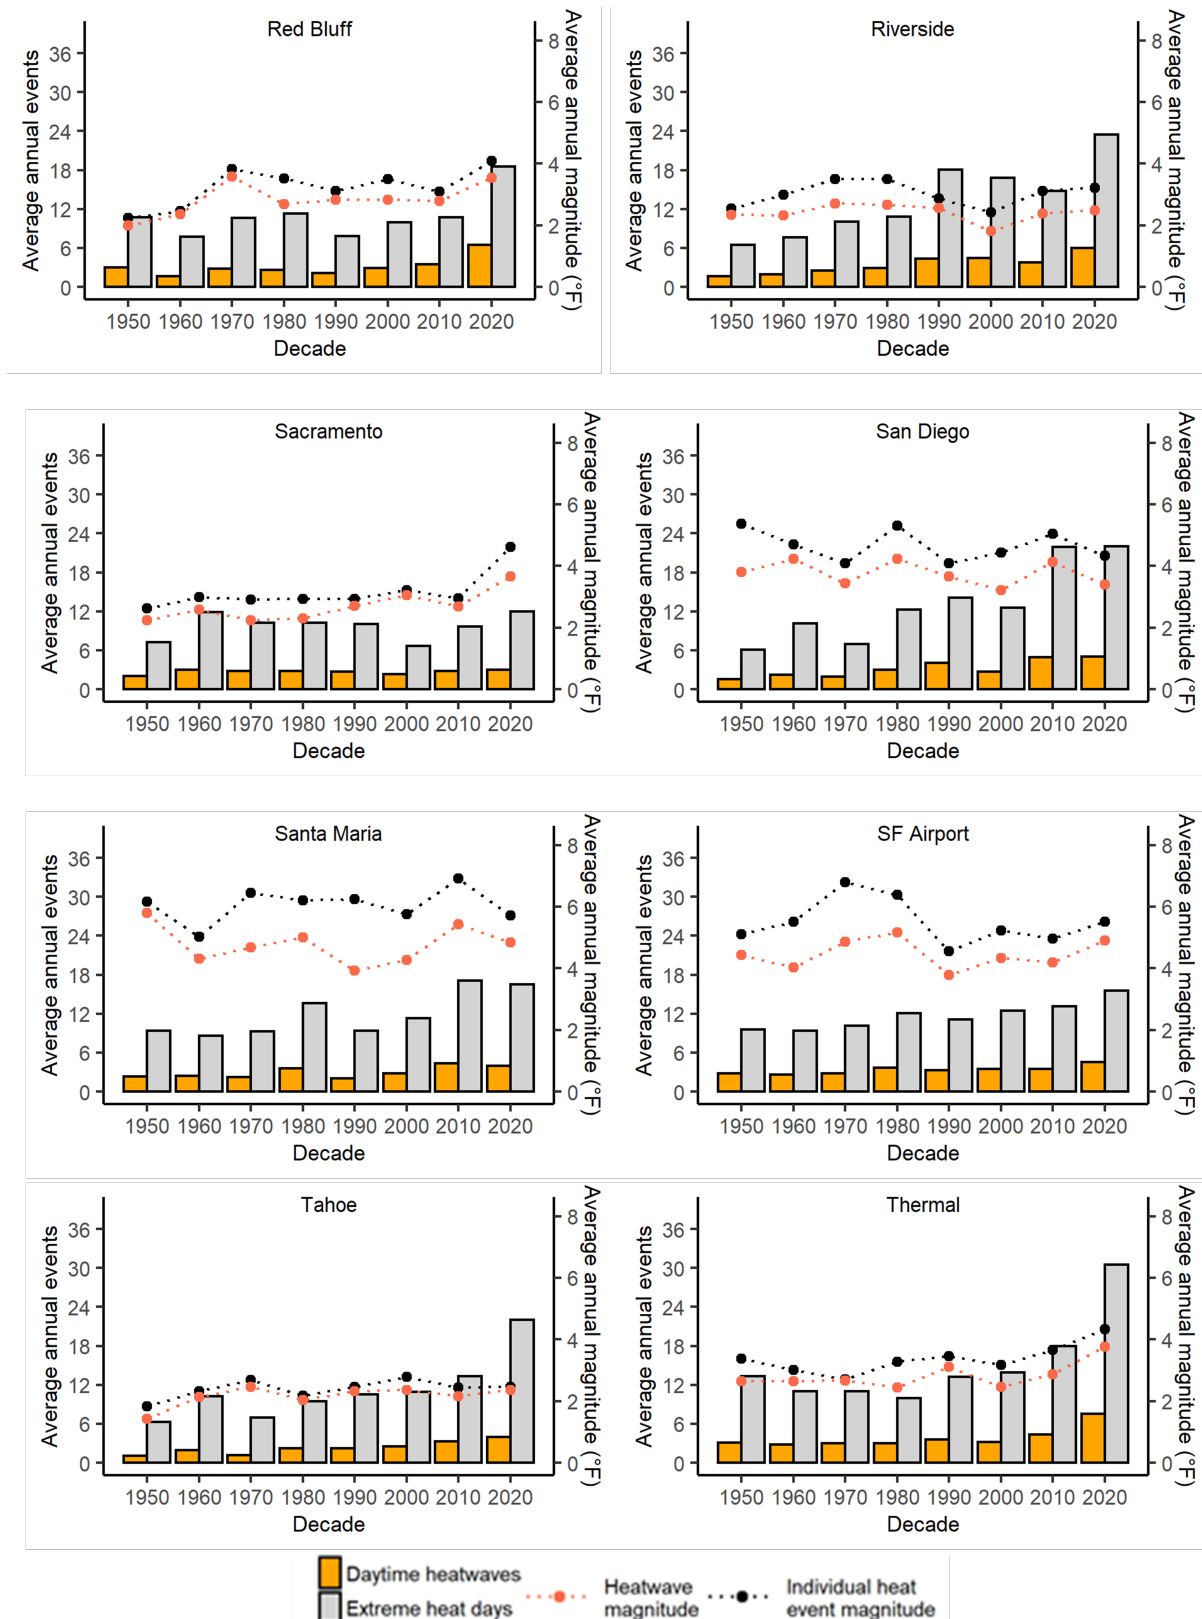 Red Bluff
Average annual events
36
30
24
18
12
6
0
8
6
4
2
0
Average annual magnitude (°F)
1950 1960 1970 1980 1990 2000 2010 2020
Decade
Riverside
Average annual events
36
30
24
18
12
6
0
8
6
4
2
0
Average annual magnitude (°F)
1950 1960 1970 1980 1990 2000 2010 2020
Decade
Sacramento
Average annual events
36
30
24
18
12
6
0
8
6
4
2
0
Average annual magnitude (°F)
1950 1960 1970 1980 1990 2000 2010 2020
Decade
San Diego
Average annual events
36
30
24
18
12
6
0
8
6
4
2
0
Average annual magnitude (°F)
1950 1960 1970 1980 1990 2000 2010 2020
Decade
Santa Maria
Average annual events
36
30
24
18
12
6
0
8
6
4
2
0
Average annual magnitude (°F)
1950 1960 1970 1980 1990 2000 2010 2020
Decade
SF Airport
Average annual events
36
30
24
18
12
6
0
8
6
4
2
0
Average annual magnitude (°F)
1950 1960 1970 1980 1990 2000 2010 2020
Decade
Tahoe
Average annual events
36
30
24
18
12
6
0
8
6
4
2
0
Average annual magnitude (°F)
1950 1960 1970 1980 1990 2000 2010 2020
Decade
Thermal
Average annual events
36
30
24
18
12
6
0
8
6
4
2
0
Average annual magnitude (°F)
1950 1960 1970 1980 1990 2000 2010 2020
Decade
Daytime heatwaves
Extreme heat days
Heatwave
magnitude
Individual heat
event magnitude